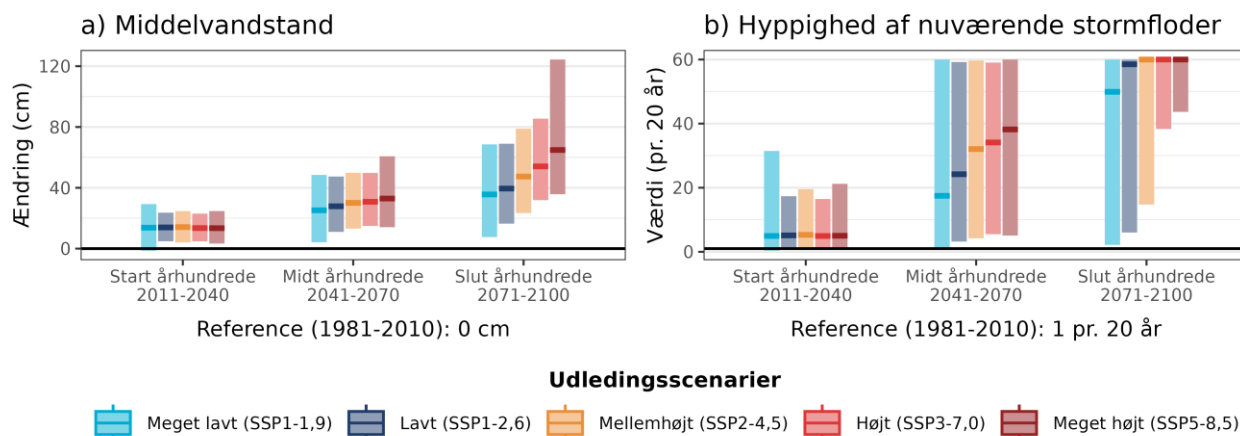 a) Middelvandstand
Ændring (cm)
120
80
40
0
Start århundrede
2011-2040
Midt århundrede
2041-2070
Slut århundrede
2071-2100
Reference (1981-2010): 0 cm
b) Hyppighed af nuværende stormfloder
Værdi (pr. 20 år)
60
40
20
0
Start århundrede
2011-2040
Midt århundrede
2041-2070
Slut århundrede
2071-2100
Reference (1981-2010): 1 pr. 20 år
Udledingsscenarier
Meget lavt (SSP1-1,9)
Lavt (SSP1-2,6)
Mellemhøjt (SSP2-4,5)
Højt (SSP3-7,0)
Meget højt (SSP5-8,5)